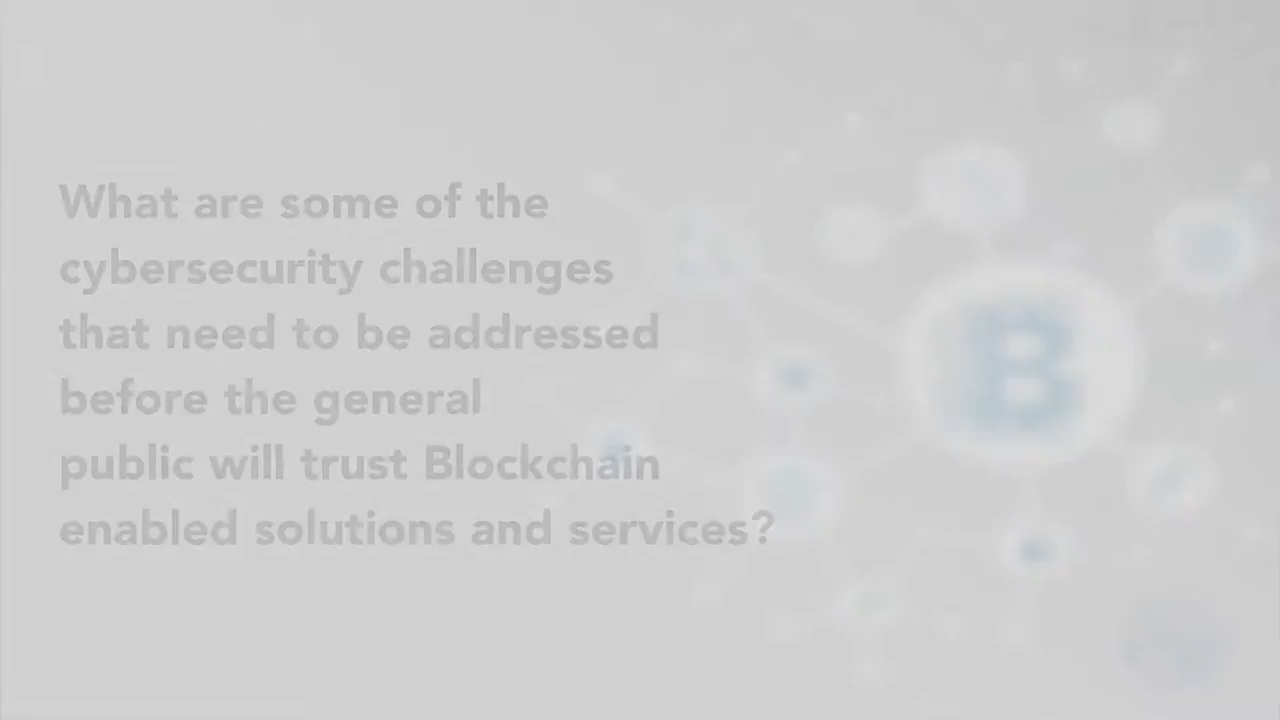 What are some of the
cybersecurity challenges
that need to be addressed
before the general
public will trust Blockchain
enabled solutions and services?
B